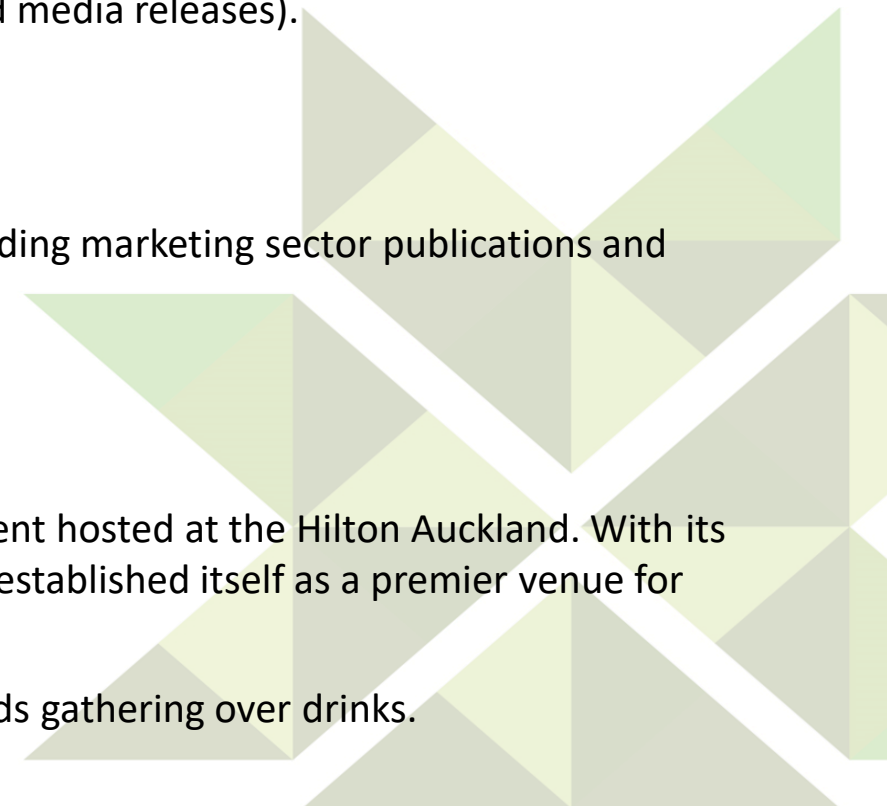 media releases).
ding marketing sector publications and
ent hosted at the Hilton Auckland. With its
established itself as a premier venue for
ds gathering over drinks.